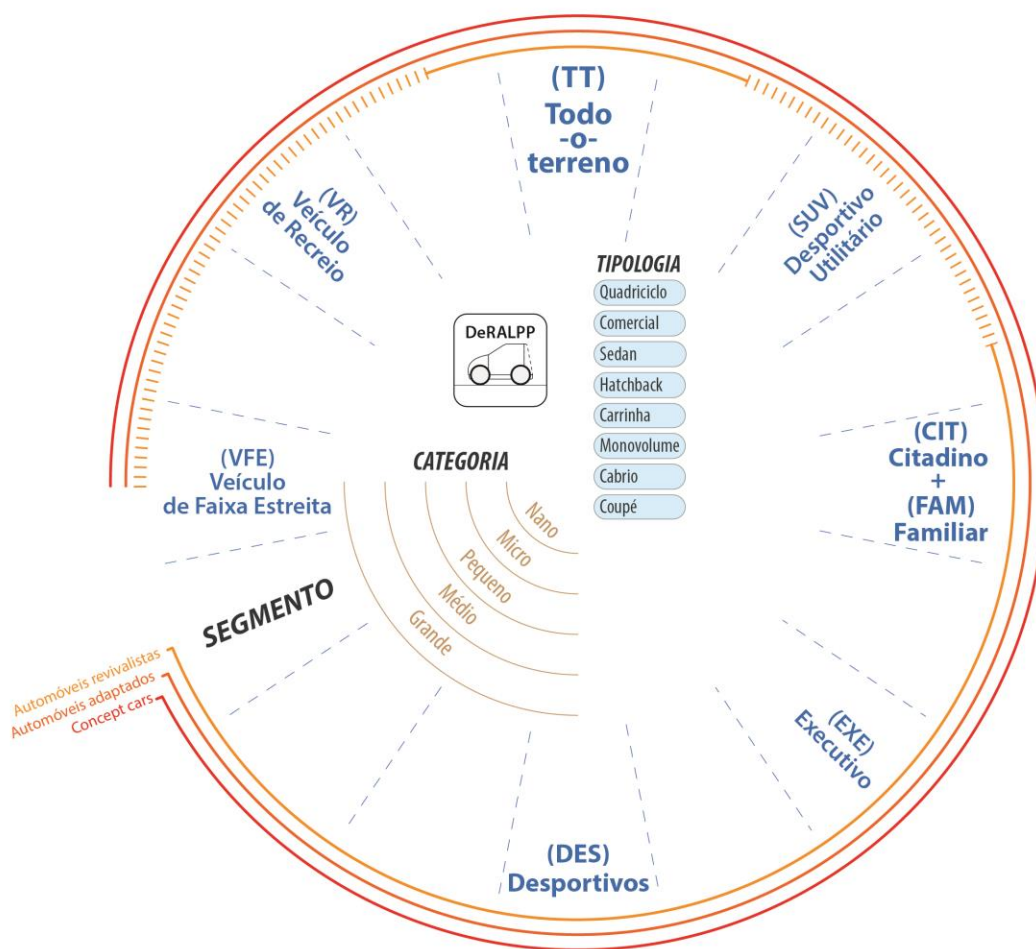 (TT)
Todo
-o-
terreno
(VR)
Veículo
de Recreio
(SUV)
Desportivo
Utilitário
TIPOLOGIA
Quadriciclo
Comercial
Sedan
Hatchback
Carrinha
Monovolume
Cabrio
Coupé
DeRALPP
(CIT)
Citadino
+
(FAM)
Familiar
(VFE)
Veículo
de Faixa Estreita
CATEGORIA
Nano
Micro
Pequeno
Médio
Grande
SEGMENTO
Automóveis revivalistas
Automóveis adaptados
Concept cars
(EXE)
Executivo
(DES)
Desportivos